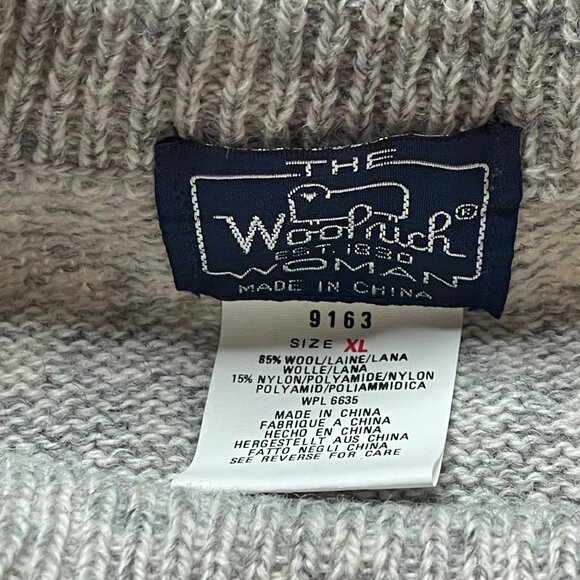 THE
Woolrich®
EST. 1830
WOMAN
MADE IN CHINA
9163
SIZE XL
85% WOOL/LAINE/LANA
WOLLE/LANA
15% NYLON/POLYAMIDE/NYLON
POLYAMID/POLIAMMIDICA
WPL 6635
MADE IN CHINA
FABRIQUE A CHINA
HECHO EN CHINA
HERGESTELLT AUS CHINA
FATTO NEGLI CHINA
SEE REVERSE FOR CARE